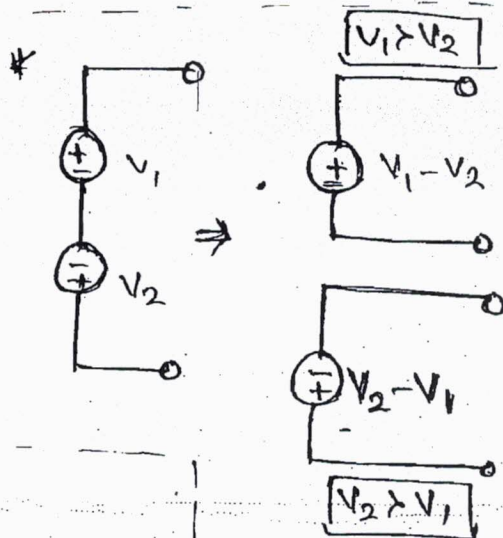 *
V₁ > V₂
+
-
V₁
+
-
V₁ - V₂
⇒
-
+
V₂
-
+
V₂ - V₁
V₂ > V₁